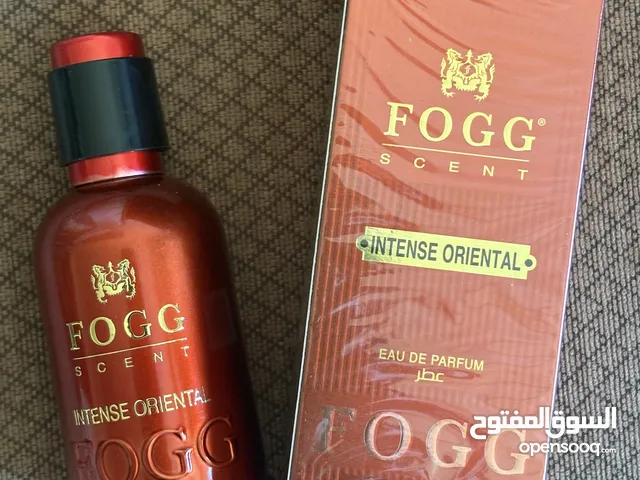 FOGG
SCENT
INTENSE ORIENTAL
FOGG
FOGG®
SCENT
INTENSE ORIENTAL
EAU DE PARFUM
عطر
FOGG
السوق المفتوح
opensooq.com